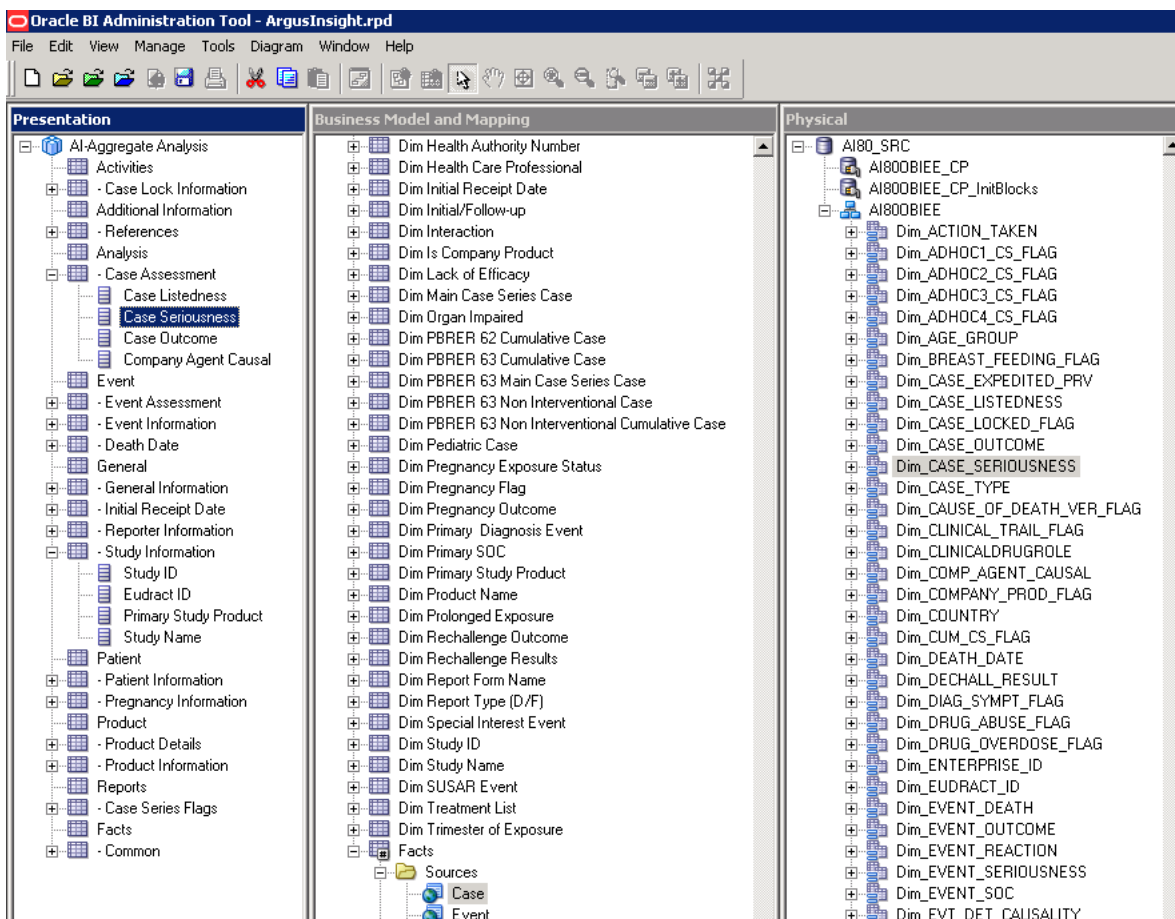 Oracle BI Administration Tool - ArgusInsight.rpd
File Edit View Manage Tools Diagram Window Help
Presentation
AI-Aggregate Analysis
Activities
- Case Lock Information
Additional Information
- References
Analysis
- Case Assessment
Case Listedness
Case Seriousness
Case Outcome
Company Agent Causal
Event
- Event Assessment
- Event Information
- Death Date
General
- General Information
- Initial Receipt Date
- Reporter Information
- Study Information
Study ID
Eudract ID
Primary Study Product
Study Name
Patient
- Patient Information
- Pregnancy Information
Product
- Product Details
- Product Information
Reports
- Case Series Flags
Facts
- Common
Business Model and Mapping
Dim Health Authority Number
Dim Health Care Professional
Dim Initial Receipt Date
Dim Initial/Follow-up
Dim Interaction
Dim Is Company Product
Dim Lack of Efficacy
Dim Main Case Series Case
Dim Organ Impaired
Dim PBRER 62 Cumulative Case
Dim PBRER 63 Cumulative Case
Dim PBRER 63 Main Case Series Case
Dim PBRER 63 Non Interventional Case
Dim PBRER 63 Non Interventional Cumulative Case
Dim Pediatric Case
Dim Pregnancy Exposure Status
Dim Pregnancy Flag
Dim Pregnancy Outcome
Dim Primary Diagnosis Event
Dim Primary SOC
Dim Primary Study Product
Dim Product Name
Dim Prolonged Exposure
Dim Rechallenge Outcome
Dim Rechallenge Results
Dim Report Form Name
Dim Report Type (D/F)
Dim Special Interest Event
Dim Study ID
Dim Study Name
Dim SUSAR Event
Dim Treatment List
Dim Trimester of Exposure
Facts
Sources
Case
Event
Physical
AI80_SRC
AI80OBIEE_CP
AI80OBIEE_CP_InitBlocks
AI80OBIEE
Dim_ACTION_TAKEN
Dim_ADHOC1_CS_FLAG
Dim_ADHOC2_CS_FLAG
Dim_ADHOC3_CS_FLAG
Dim_ADHOC4_CS_FLAG
Dim_AGE_GROUP
Dim_BREAST_FEEDING_FLAG
Dim_CASE_EXPEDITED_PRV
Dim_CASE_LISTEDNESS
Dim_CASE_LOCKED_FLAG
Dim_CASE_OUTCOME
Dim_CASE_SERIOUSNESS
Dim_CASE_TYPE
Dim_CAUSE_OF_DEATH_VER_FLAG
Dim_CLINICAL_TRAIL_FLAG
Dim_CLINICALDRUGROLE
Dim_COMP_AGENT_CAUSAL
Dim_COMPANY_PROD_FLAG
Dim_COUNTRY
Dim_CUM_CS_FLAG
Dim_DEATH_DATE
Dim_DECHALL_RESULT
Dim_DIAG_SYMPT_FLAG
Dim_DRUG_ABUSE_FLAG
Dim_DRUG_OVERDOSE_FLAG
Dim_ENTERPRISE_ID
Dim_EUDRACT_ID
Dim_EVENT_DEATH
Dim_EVENT_OUTCOME
Dim_EVENT_REACTION
Dim_EVENT_SERIOUSNESS
Dim_EVENT_SOC
Dim_EVT_DET_CAUSALITY